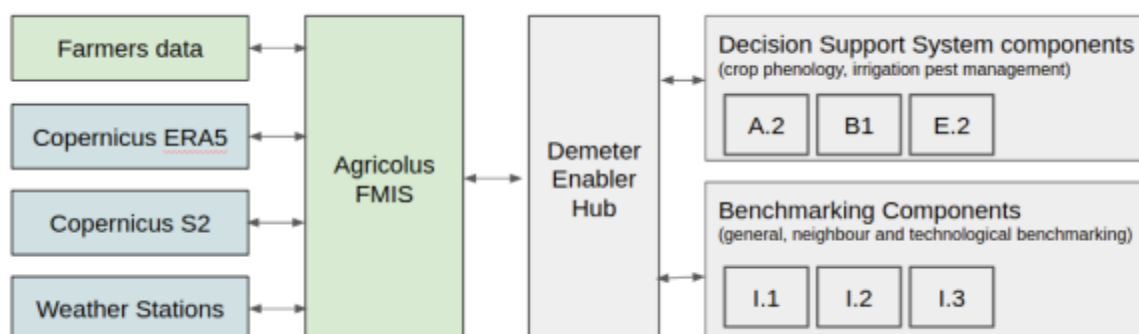 Farmers data
Copernicus ERA5
Copernicus S2
Weather Stations
Agricolus
FMIS
Demeter
Enabler
Hub
Decision Support System components
(crop phenology, irrigation pest management)
A.2
B1
E.2
Benchmarking Components
(general, neighbour and technological benchmarking)
I.1
I.2
I.3